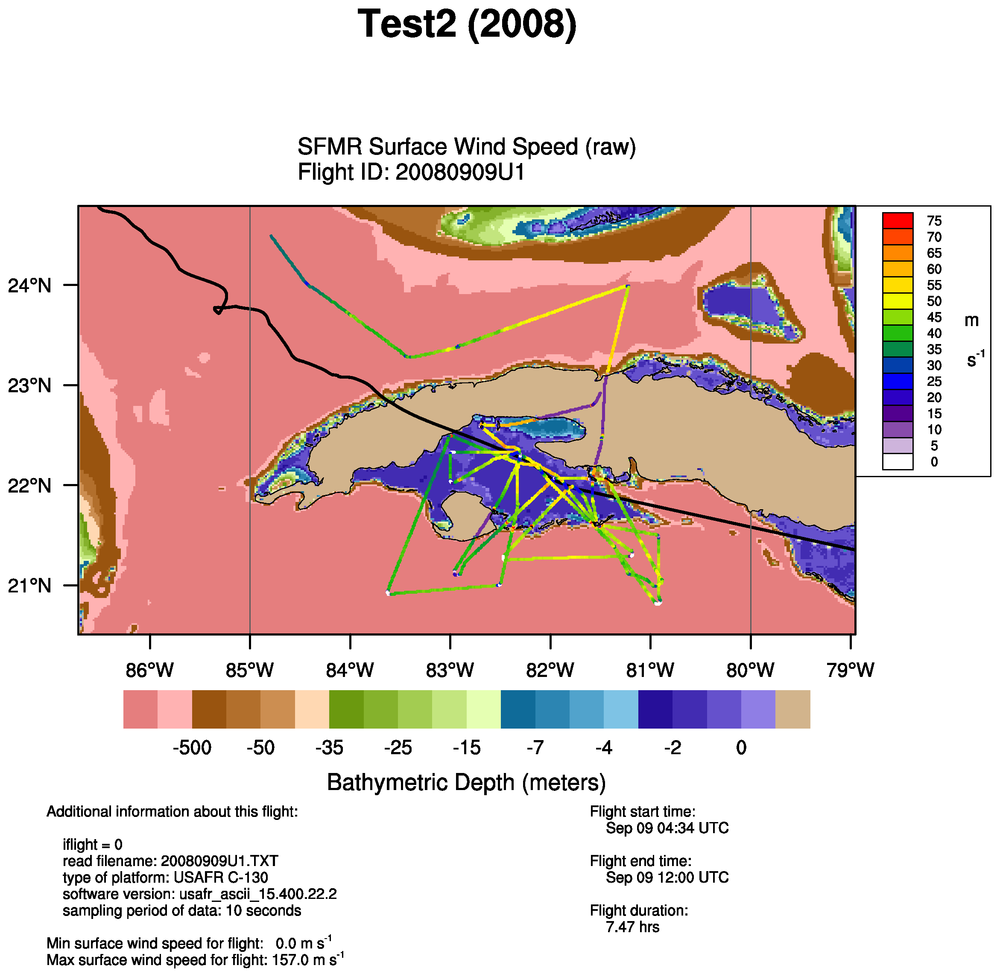 Test2 (2008)
SFMR Surface Wind Speed (raw)
Flight ID: 20080909U1
24°N
23°N
22°N
21°N
86°W 85°W 84°W 83°W 82°W 81°W 80°W 79°W
75
70
65
60
55
50
45
40
35
30
25
20
15
10
5
0
m
s-1
-500 -50 -35 -25 -15 -7 -4 -2 0
Bathymetric Depth (meters)
Additional information about this flight:
iflight = 0
read filename: 20080909U1.TXT
type of platform: USAFR C-130
software version: usafr_ascii_15.400.22.2
sampling period of data: 10 seconds
Min surface wind speed for flight: 0.0 m s-1
Max surface wind speed for flight: 157.0 m s-1
Flight start time:
Sep 09 04:34 UTC
Flight end time:
Sep 09 12:00 UTC
Flight duration:
7.47 hrs